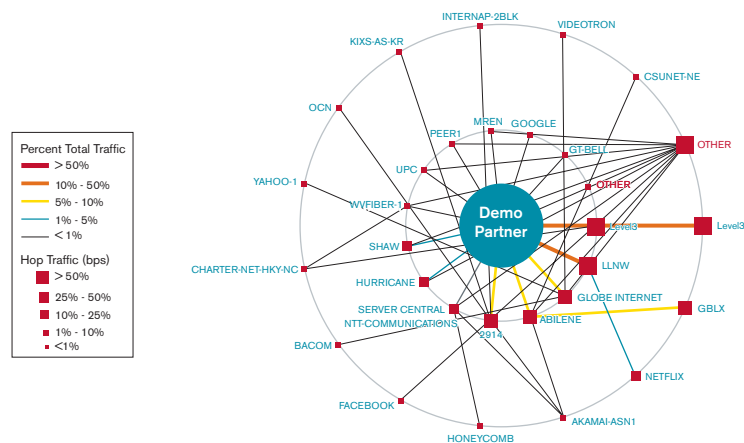 INTERNAP-2BLK
VIDEOTRON
KIXS-AS-KR
CSUNET-NE
OCN
MREN
GOOGLE
PEER1
GT-BELL
OTHER
Percent Total Traffic
> 50%
10% - 50%
5% - 10%
1% - 5%
< 1%
Hop Traffic (bps)
> 50%
25% - 50%
10% - 25%
1% - 10%
<1%
UPC
YAHOO-1
OTHER
WVFIBER-1
Demo
Partner
Level3
Level3
SHAW
LLNW
CHARTER-NET-HKY-NC
HURRICANE
GLOBE INTERNET
SERVER CENTRAL
GBLX
NTT-COMMUNICATIONS
ABILENE
2914
BACOM
NETFLIX
FACEBOOK
AKAMAI-ASN1
HONEYCOMB